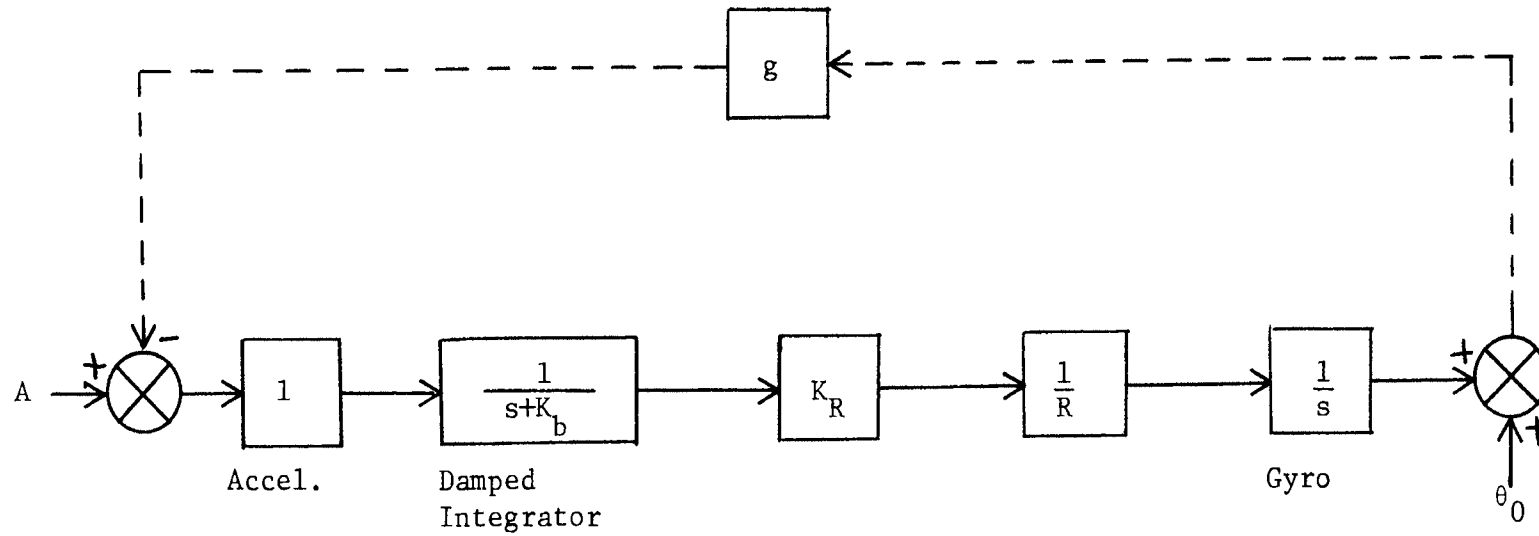 g
-
+
A
1
1
s+K_b
K_R
1
R
1
s
+
+
θ_0
Accel.
Damped
Integrator
Gyro